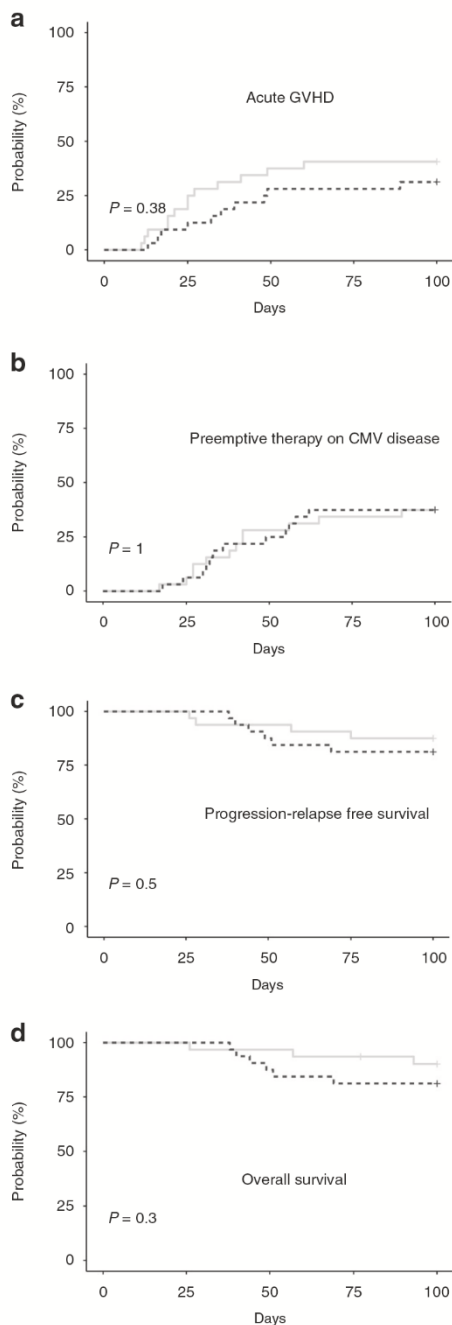 a
Probability (%)
100
75
50
25
0
Acute GVHD
P = 0.38
0 25 50 75 100
Days
b
Probability (%)
100
75
50
25
0
Preemptive therapy on CMV disease
P = 1
0 25 50 75 100
Days
c
Probability (%)
100
75
50
25
0
Progression-relapse free survival
P = 0.5
0 25 50 75 100
Days
d
Probability (%)
100
75
50
25
0
Overall survival
P = 0.3
0 25 50 75 100
Days